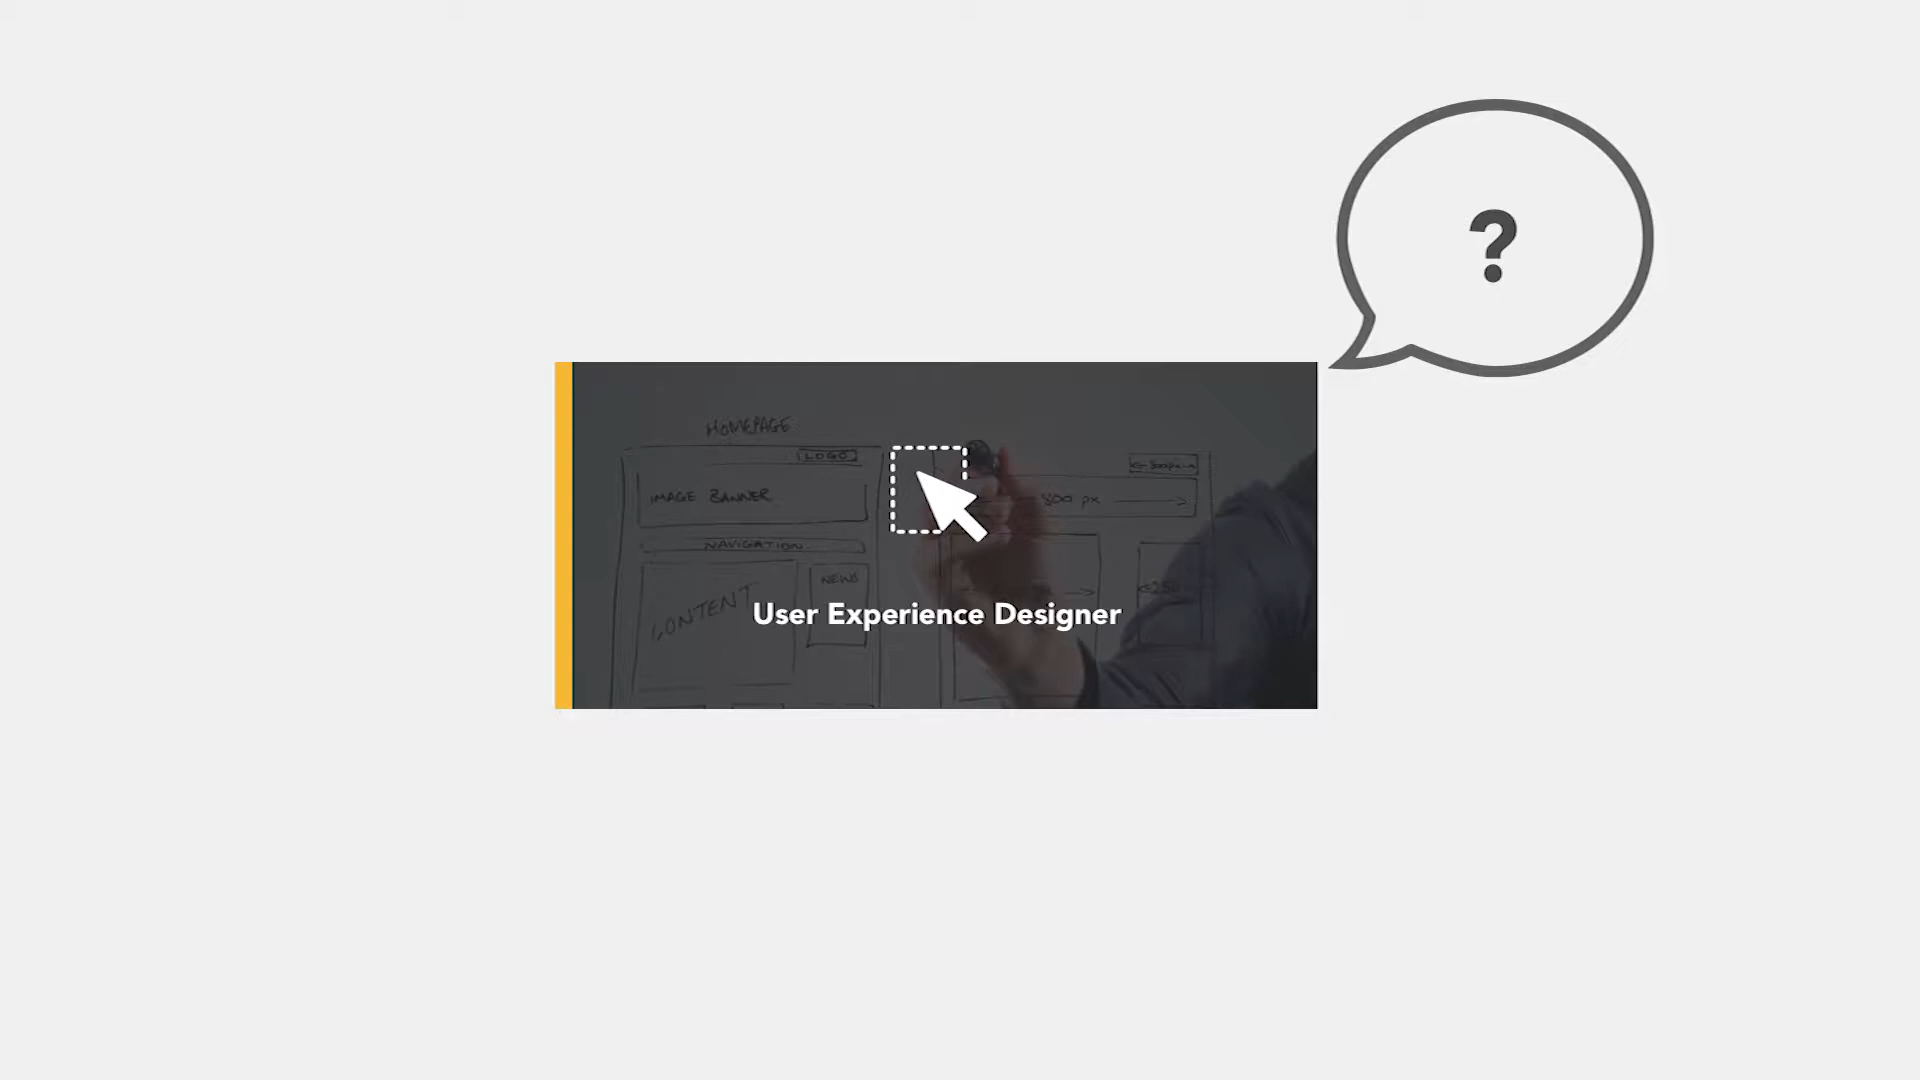 ?
HOMEPAGE
LOGO
IMAGE BANNER
800 px
NAVIGATION
NEWS
CONTENT
User Experience Designer